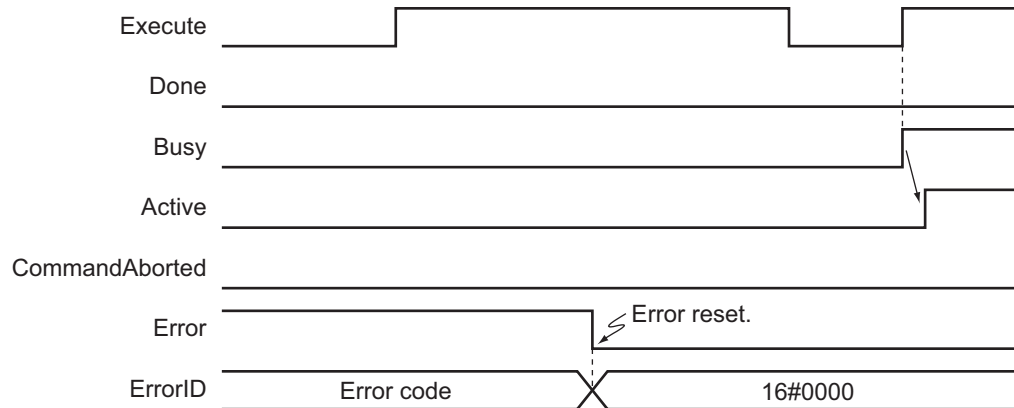 Execute
Done
Busy
Active
CommandAborted
Error
Error reset.
ErrorID
Error code
16#0000